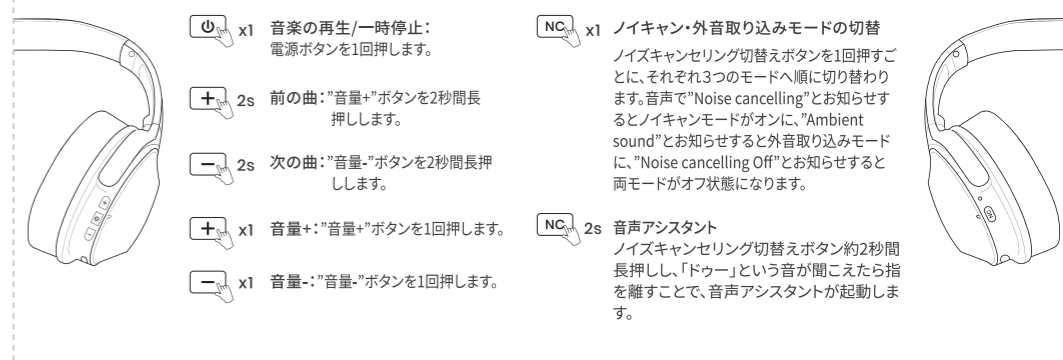 x1 音楽の再生/一時停止：
電源ボタンを1回押します。
+ 2s 前の曲：”音量+”ボタンを2秒間長
押しします。
- 2s 次の曲：”音量-”ボタンを2秒間長押
しします。
+ x1 音量+：”音量+”ボタンを1回押します。
- x1 音量-：”音量-”ボタンを1回押します。
NC x1 ノイキャン・外音取り込みモードの切替
ノイズキャンセリング切替えボタンを1回押すご
とに、それぞれ３つのモードへ順に切り替わり
ます。音声で”Noise cancelling”とお知らせす
るとノイキャンモードがオンに、”Ambient
sound”とお知らせすると外音取り込みモード
に、”Noise cancelling Off”とお知らせすると
両モードがオフ状態になります。
NC 2s 音声アシスタント
ノイズキャンセリング切替えボタン約2秒間
長押しし、「ドゥー」という音が聞こえたら指
を離すことで、音声アシスタントが起動しま
す。
NC